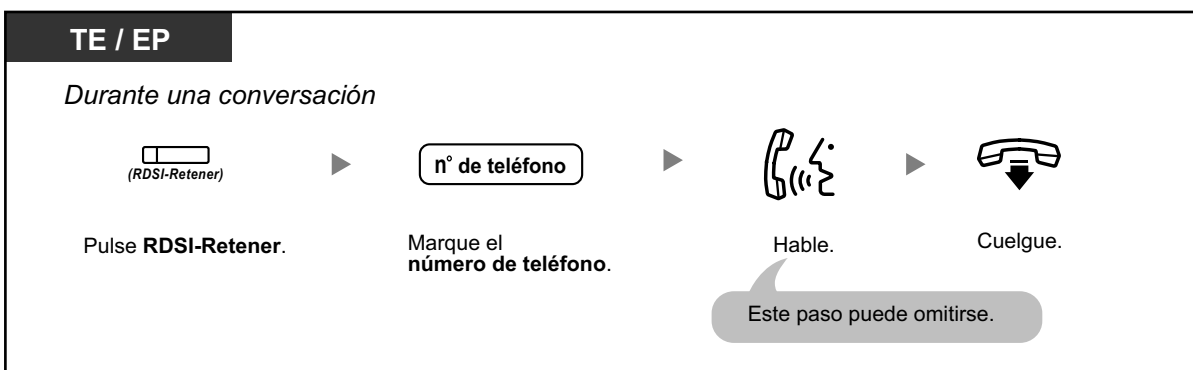 TE / EP
Durante una conversación
(RDSI-Retener)
n° de teléfono
Pulse RDSI-Retener.
Marque el
número de teléfono.
Hable.
Cuelgue.
Este paso puede omitirse.